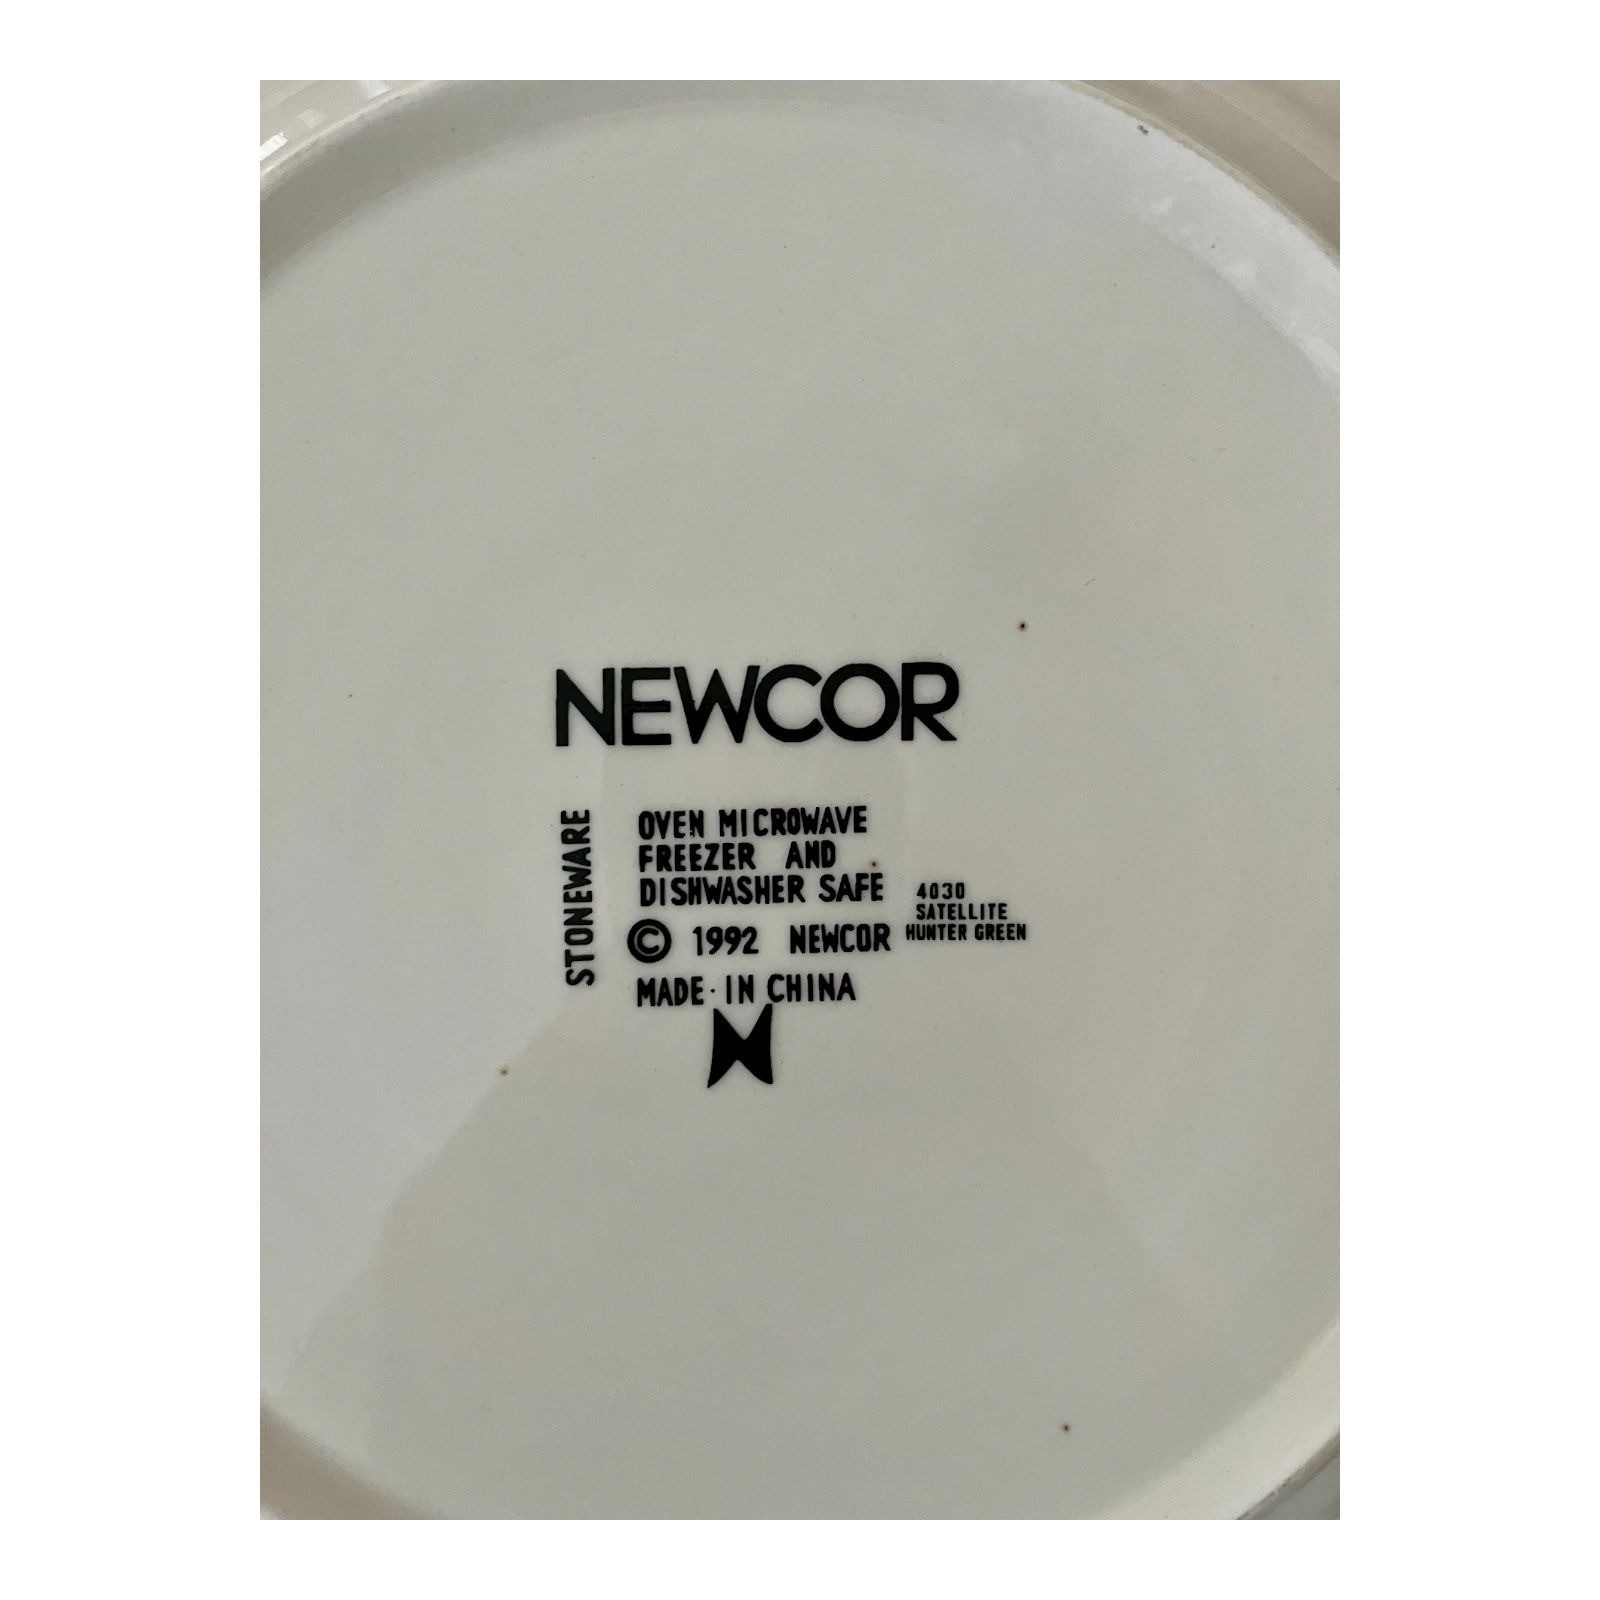 NEWCOR
STONEWARE
OVEN MICROWAVE
FREEZER AND
DISHWASHER SAFE
© 1992 NEWCOR
MADE · IN CHINA
4030
SATELLITE
HUNTER GREEN